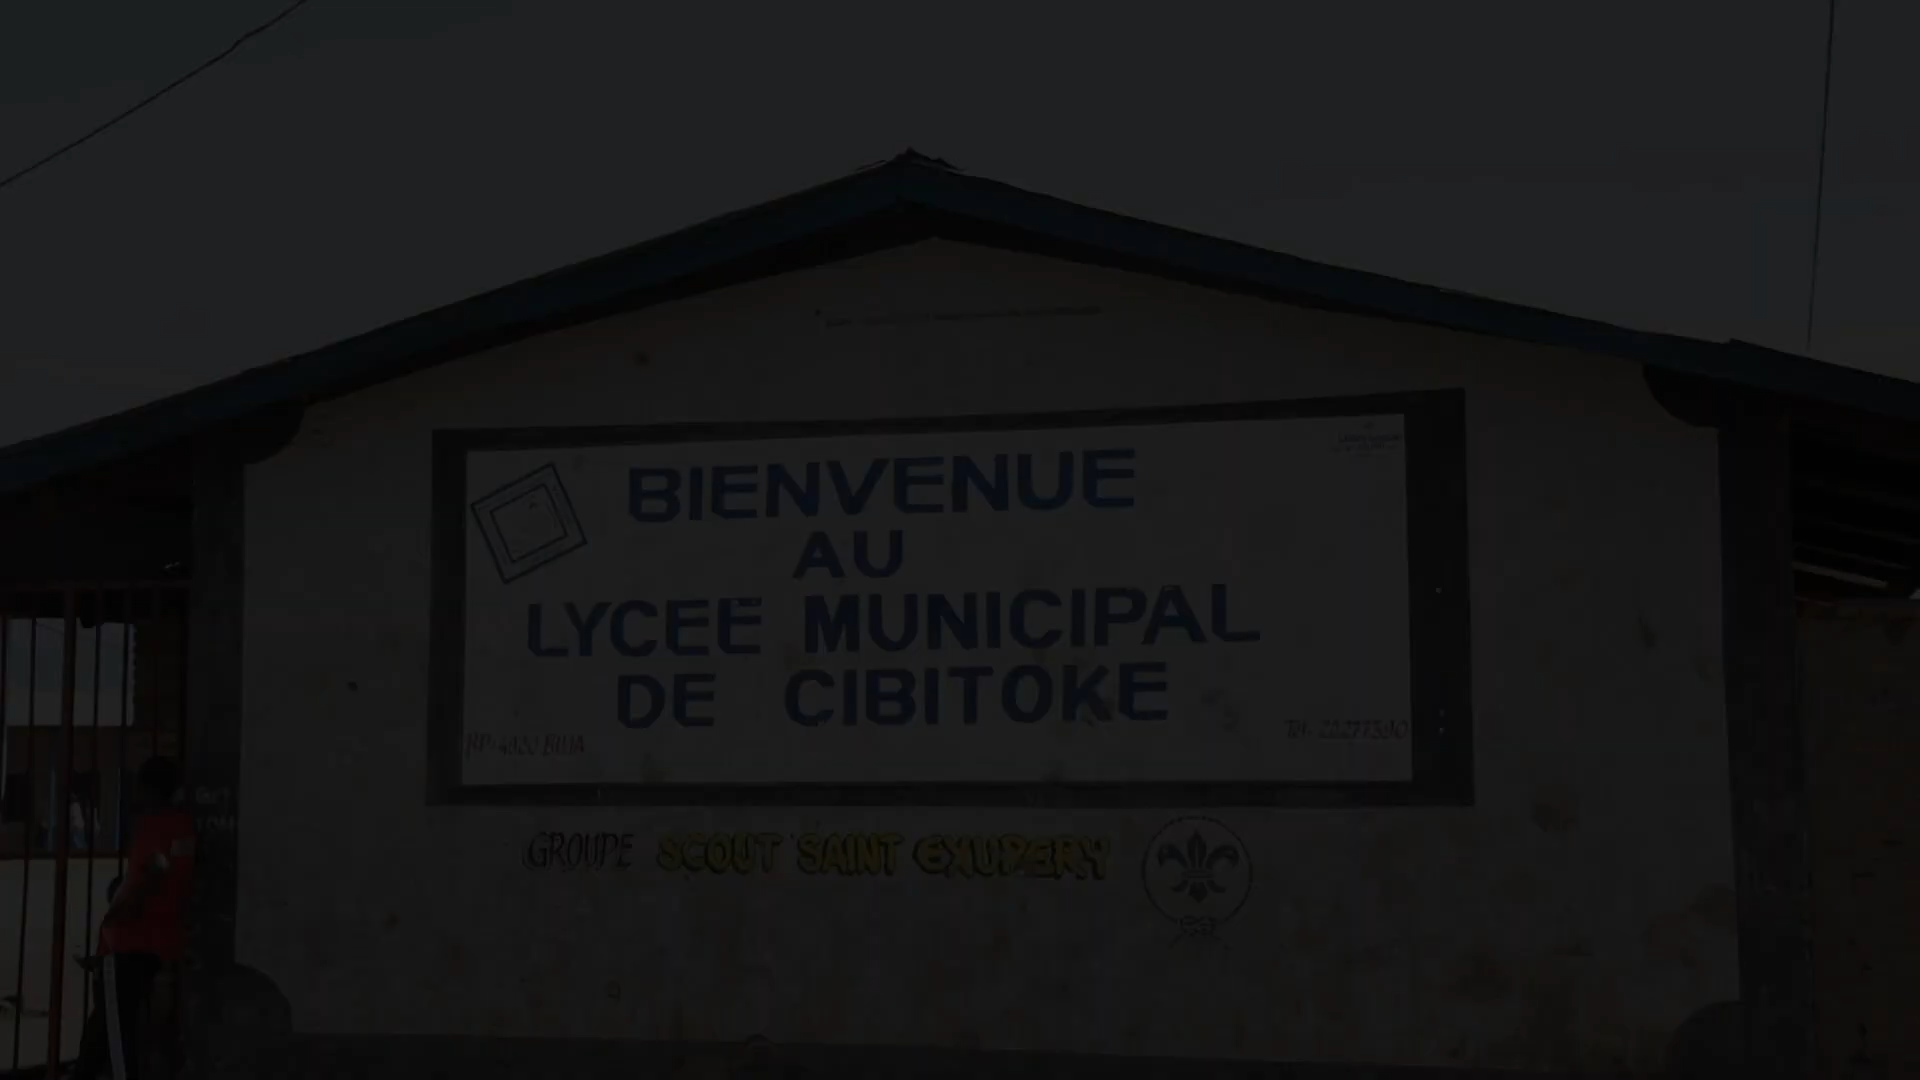 BIENVENUE
AU
LYCEE MUNICIPAL
DE CIBITOKE
GROUPE SCOUT SAINT EXUPERY